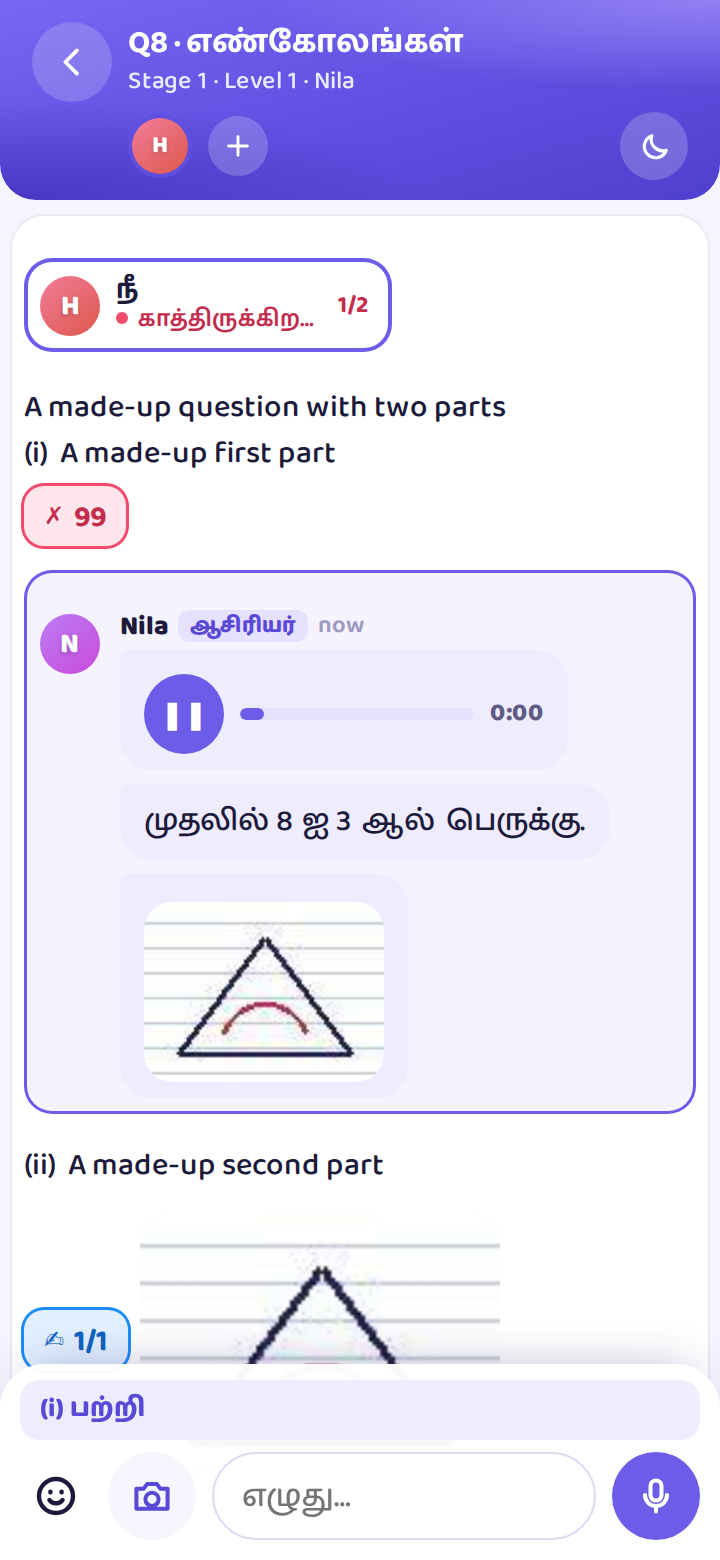 Q8 · எண்கோலங்கள்
Stage 1 · Level 1 · Nila
H
H
நீ
காத்திருக்கிற...
1/2
A made-up question with two parts
(i) A made-up first part
✗ 99
N
Nila ஆசிரியர் now
0:00
முதலில் 8 ஐ 3 ஆல் பெருக்கு.
(ii) A made-up second part
✍ 1/1
(i) பற்றி
எழுது...